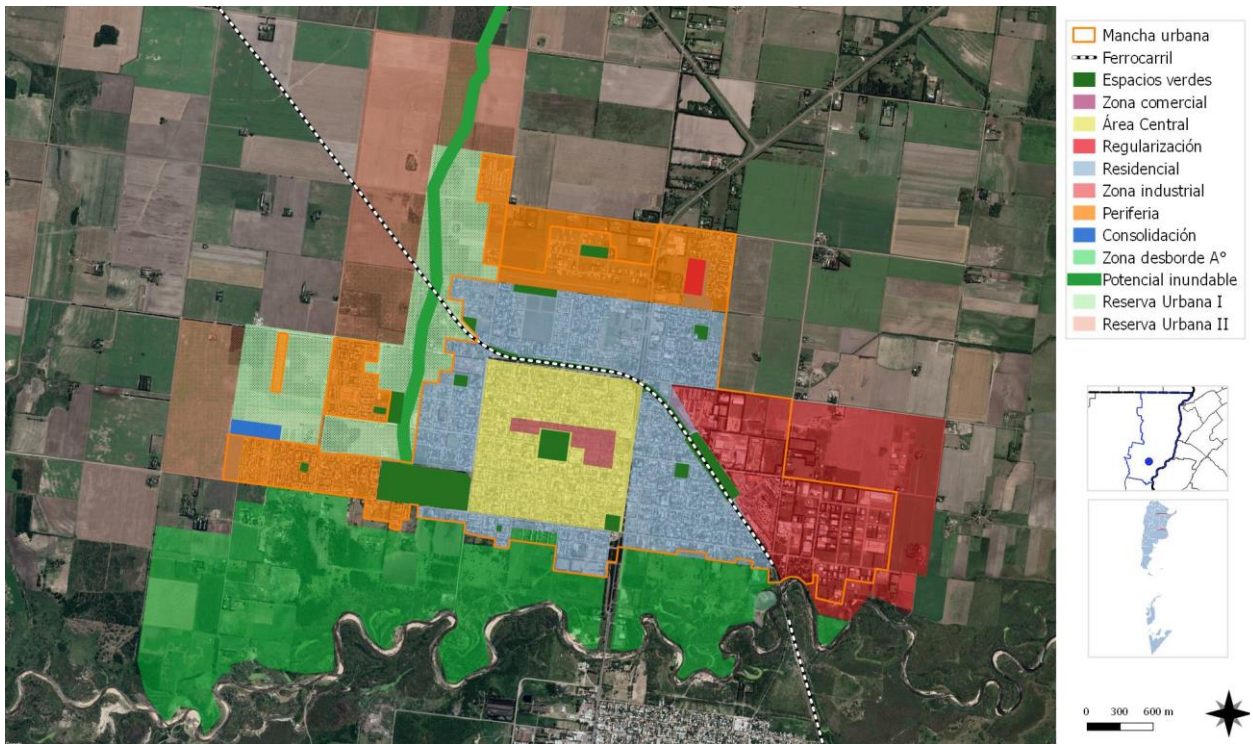 Mancha urbana
Ferrocarril
Espacios verdes
Zona comercial
Área Central
Regularización
Residencial
Zona industrial
Periferia
Consolidación
Zona desborde A°
Potencial inundable
Reserva Urbana I
Reserva Urbana II
0 300 600 m